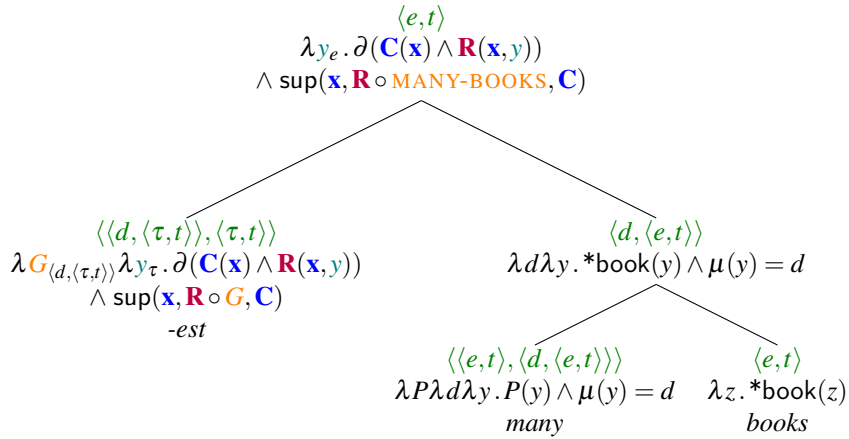 ⟨e,t⟩
λy_e . ∂(C(x) ∧ R(x,y))
∧ sup(x, R ∘ MANY-BOOKS, C)
⟨⟨d,⟨τ,t⟩⟩,⟨τ,t⟩⟩
λG_⟨d,⟨τ,t⟩⟩λy_τ . ∂(C(x) ∧ R(x,y))
∧ sup(x, R ∘ G, C)
-est
⟨d,⟨e,t⟩⟩
λdλy . *book(y) ∧ μ(y) = d
⟨⟨e,t⟩,⟨d,⟨e,t⟩⟩⟩
λPλdλy . P(y) ∧ μ(y) = d
many
⟨e,t⟩
λz . *book(z)
books